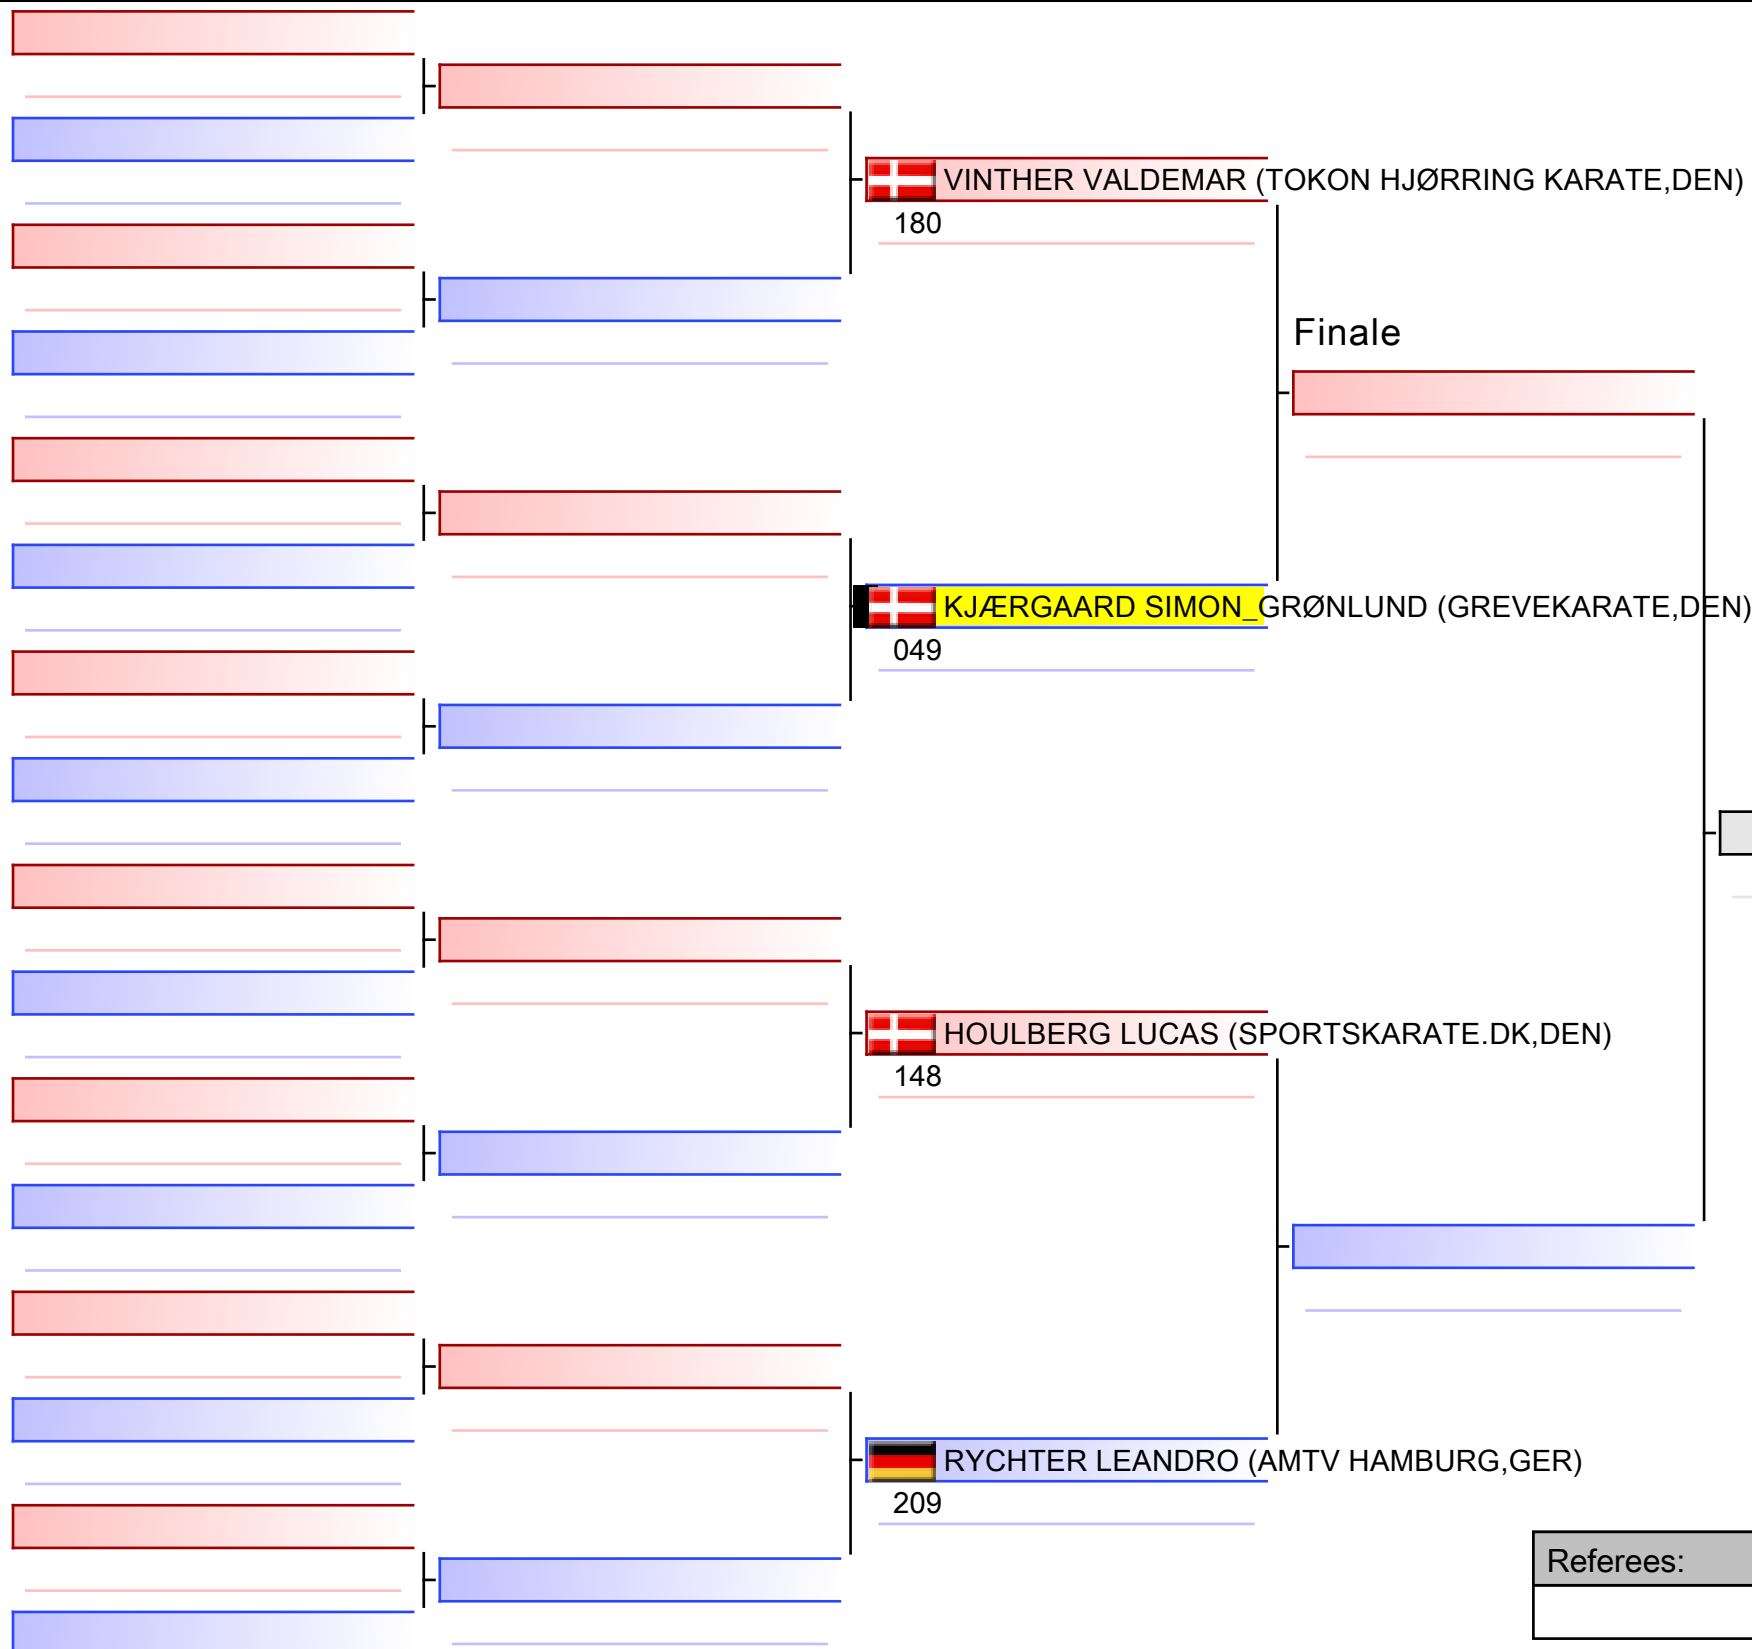 VINTHER VALDEMAR (TOKON HJØRRING KARATE,DEN)
180
Finale
KJÆRGAARD SIMON_GRØNLUND (GREVEKARATE,DEN)
049
HOULBERG LUCAS (SPORTSKARATE.DK,DEN)
148
RYCHTER LEANDRO (AMTV HAMBURG,GER)
209
Referees: